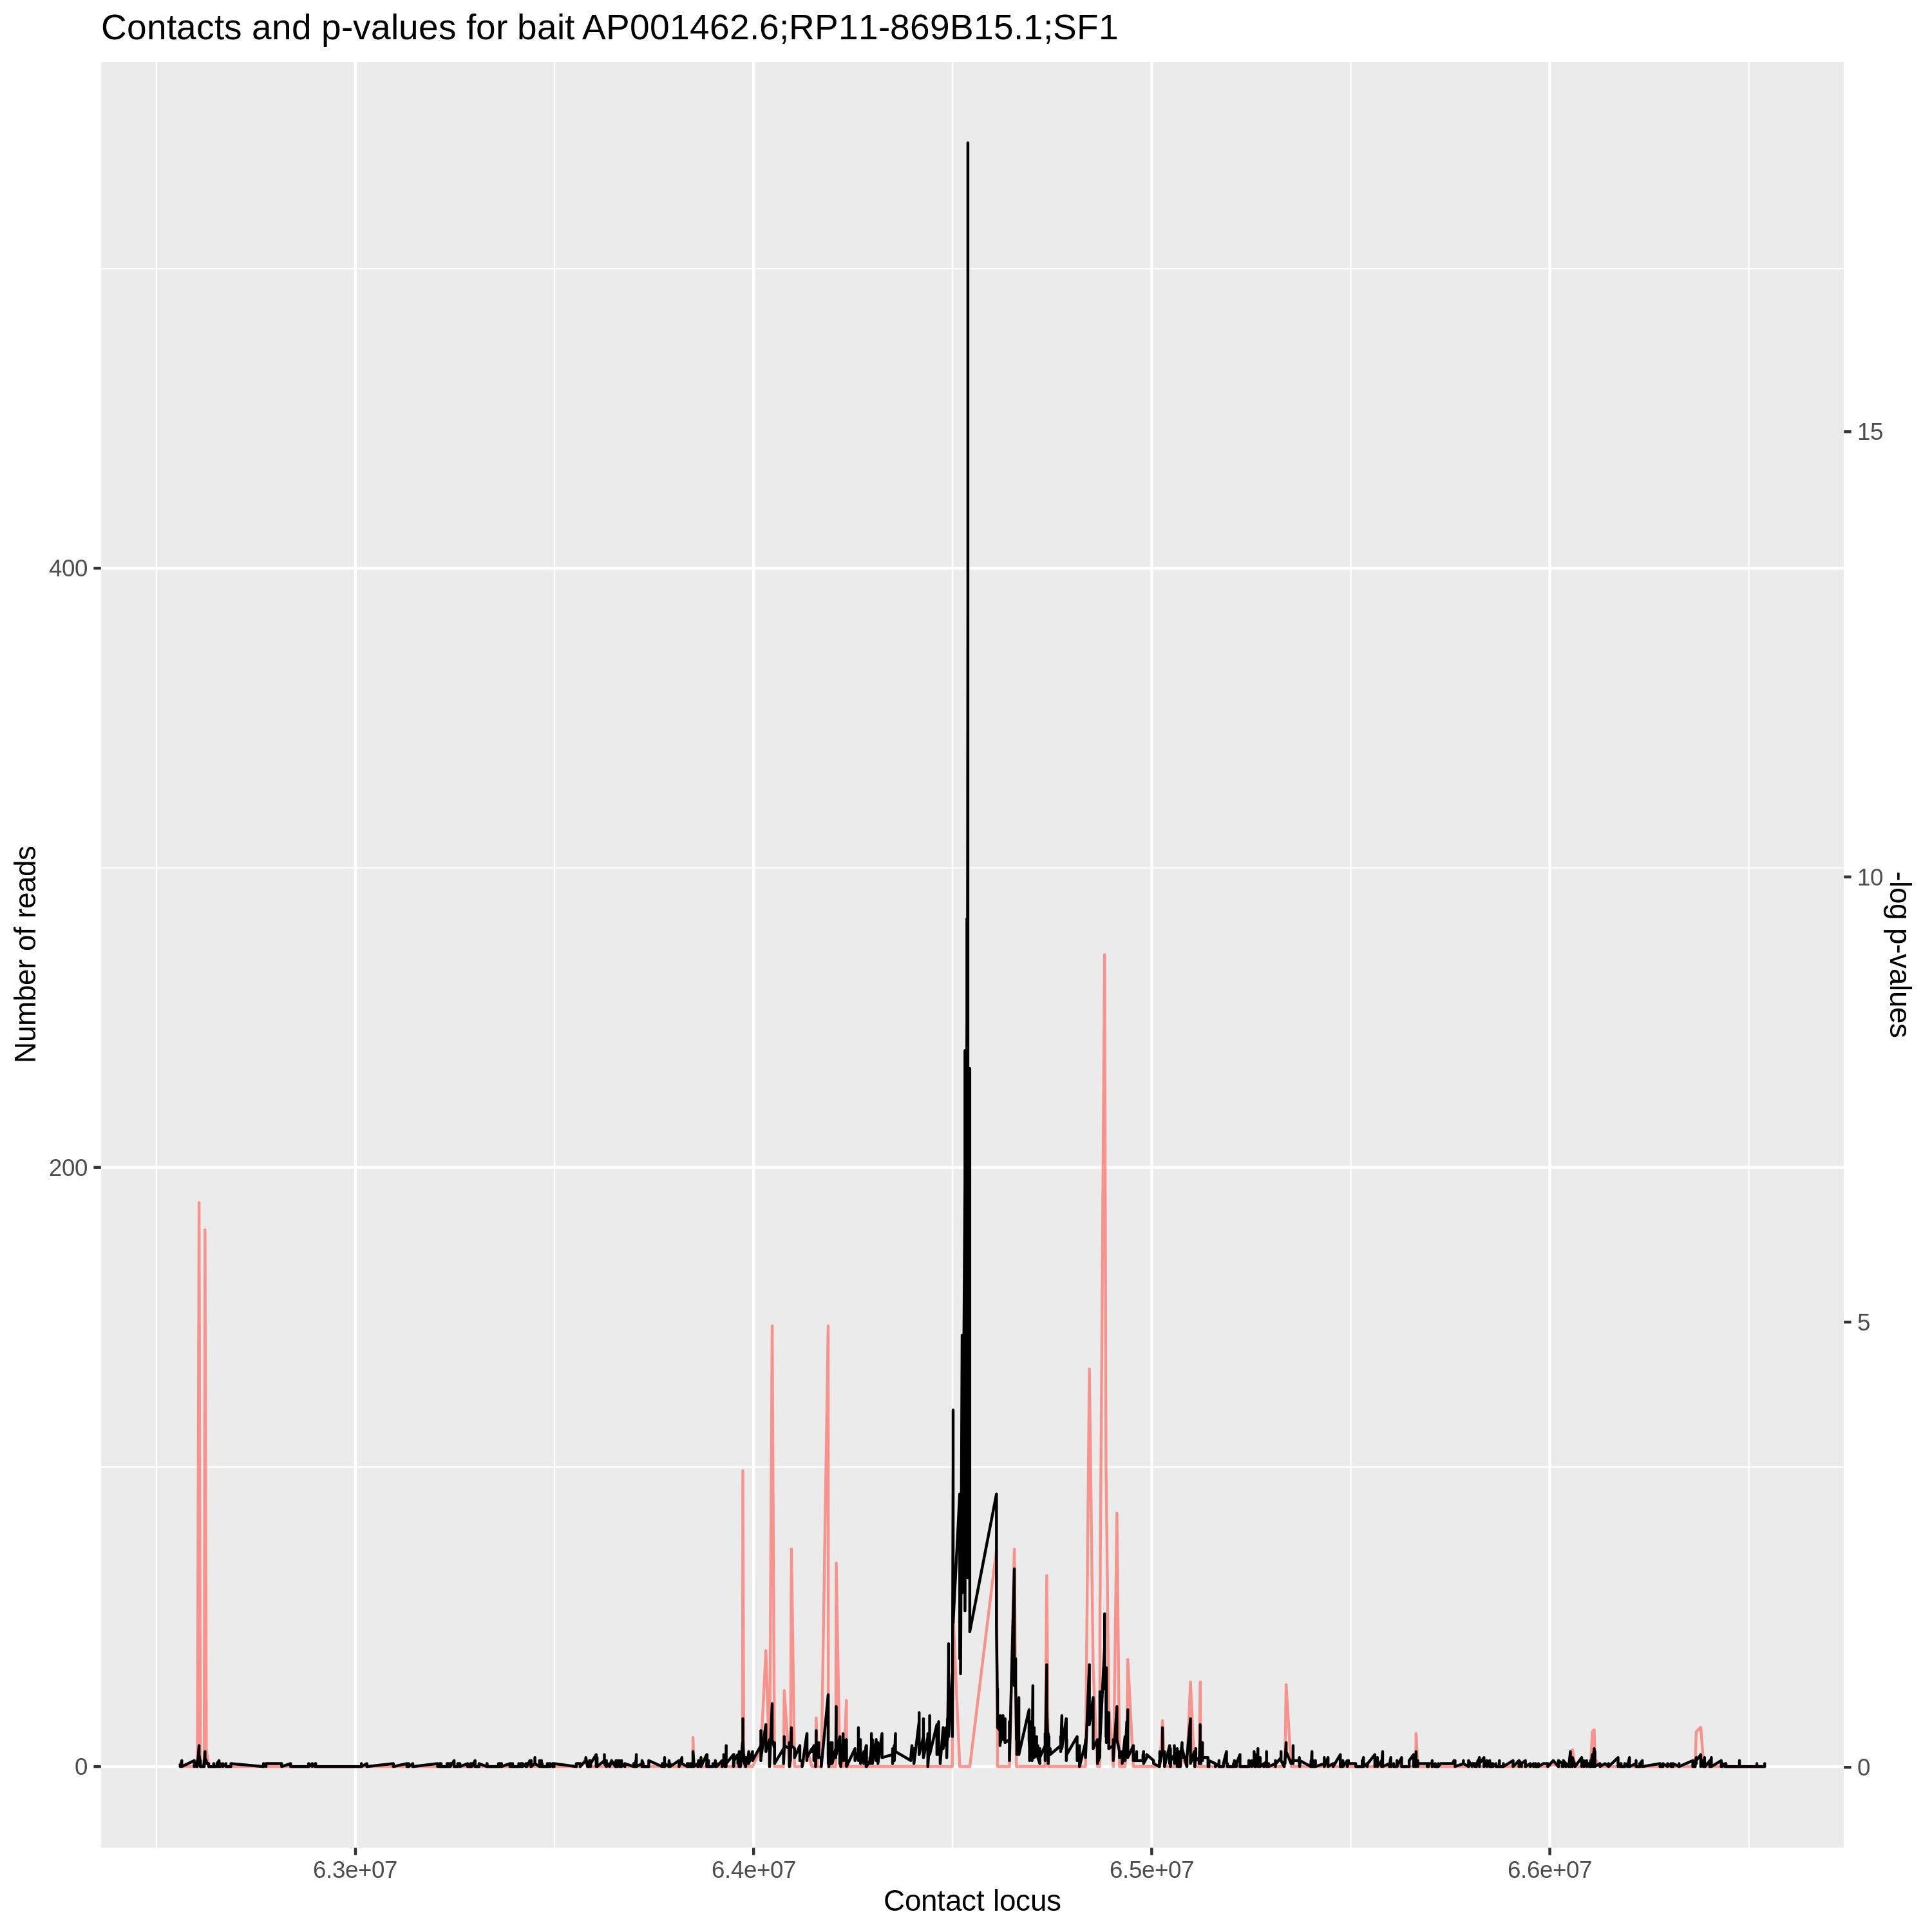 Contacts and p-values for bait AP001462.6;RP11-869B15.1;SF1
Number of reads
400
200
0
15
10
5
0
-log p-values
6.3e+07
6.4e+07
6.5e+07
6.6e+07
Contact locus